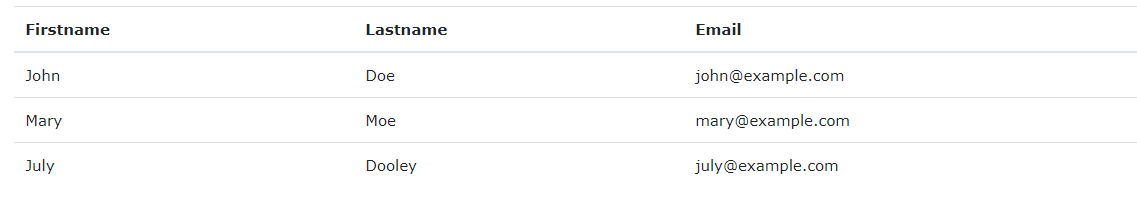 Firstname Lastname Email
John Doe john@example.com
Mary Moe mary@example.com
July Dooley july@example.com